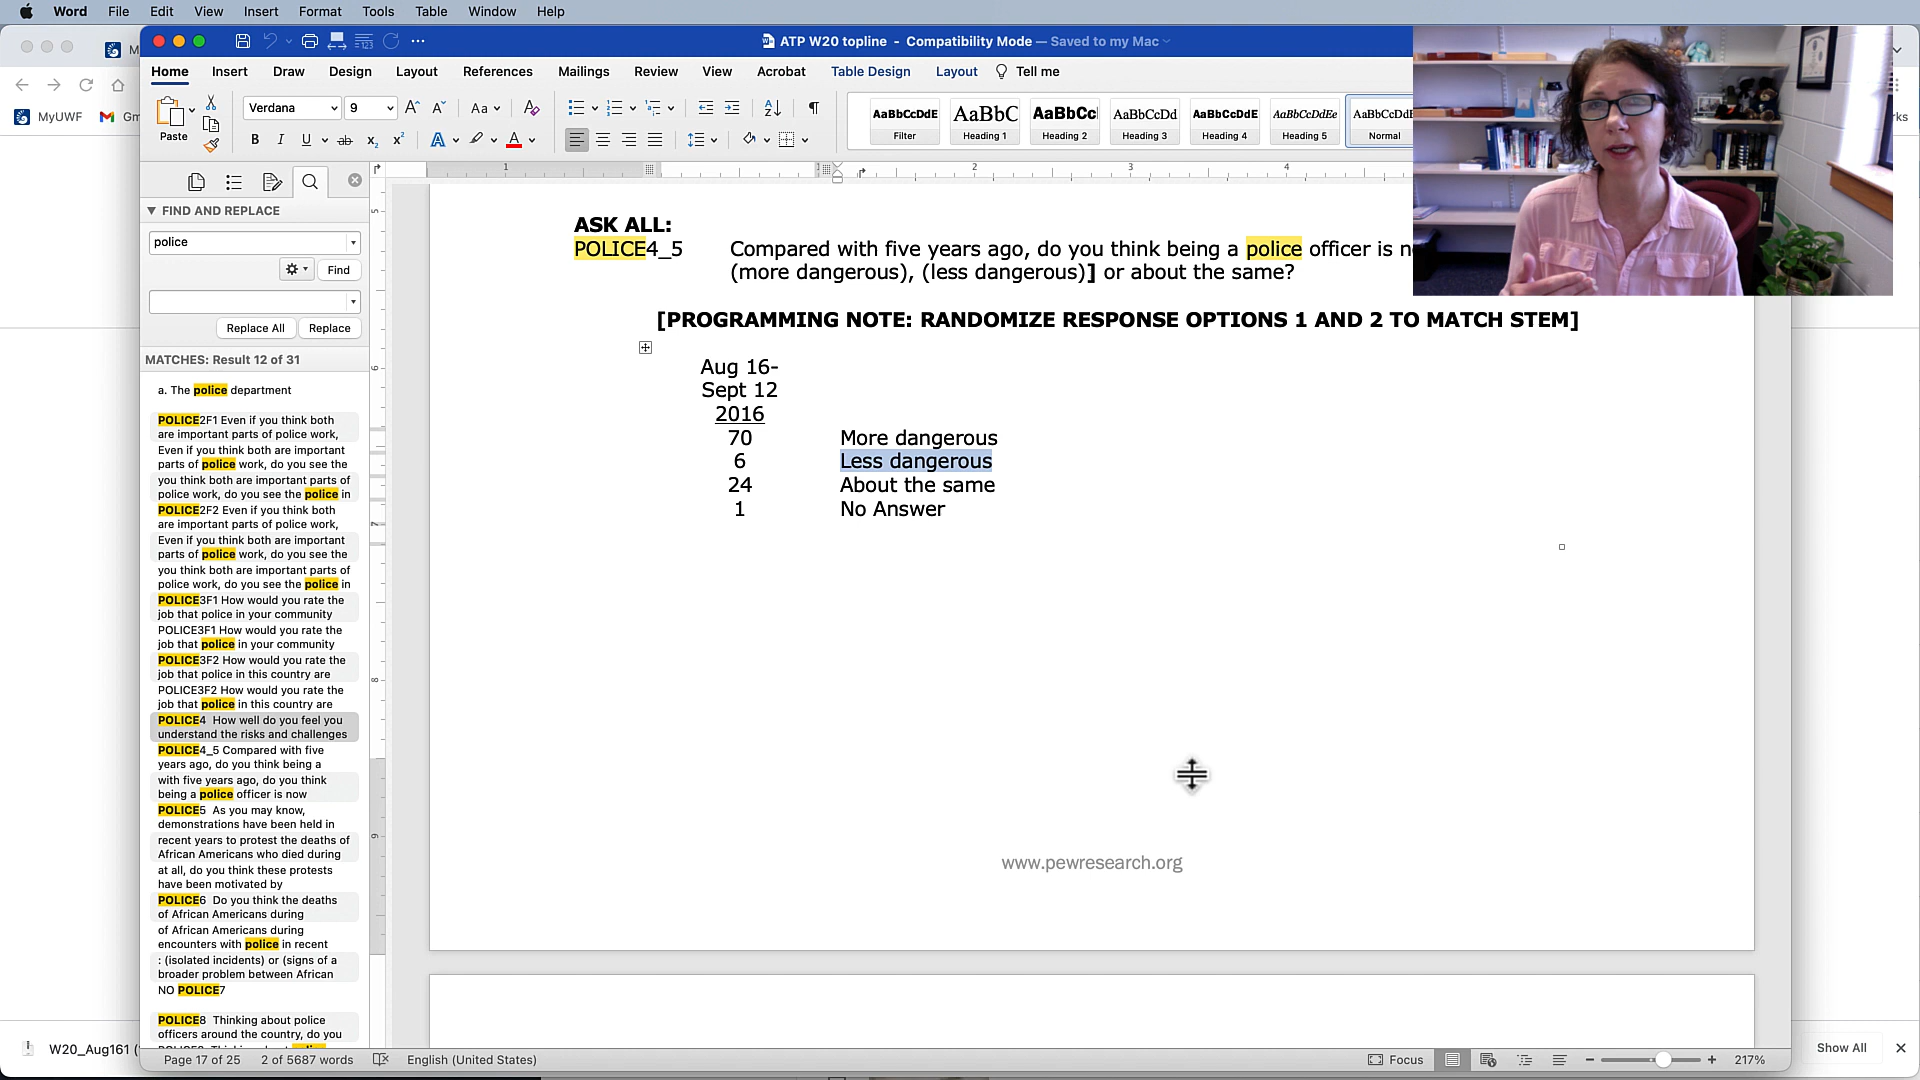 Word File Edit View Insert Format Tools Table Window Help
ATP W20 topline - Compatibility Mode — Saved to my Mac
Home Insert Draw Design Layout References Mailings Review View Acrobat Table Design Layout Tell me
MyUWF
Paste
Verdana 9
Aa
B I U ab X₂ X² A A
AaBbCcDdE Filter
AaBbC Heading 1
AaBbCc Heading 2
AaBbCcDd Heading 3
AaBbCcDdE Heading 4
AaBbCcDdEe Heading 5
AaBbCcDdE Normal
FIND AND REPLACE
police
Find
Replace All Replace
MATCHES: Result 12 of 31
a. The police department
POLICE2F1 Even if you think both
are important parts of police work,
Even if you think both are important
parts of police work, do you see the
you think both are important parts of
police work, do you see the police in
POLICE2F2 Even if you think both
are important parts of police work,
Even if you think both are important
parts of police work, do you see the
you think both are important parts of
police work, do you see the police in
POLICE3F1 How would you rate the
job that police in your community
POLICE3F1 How would you rate the
job that police in your community
POLICE3F2 How would you rate the
job that police in this country are
POLICE3F2 How would you rate the
job that police in this country are
POLICE4 How well do you feel you
understand the risks and challenges
POLICE4_5 Compared with five
years ago, do you think being a
with five years ago, do you think
being a police officer is now
POLICE5 As you may know,
demonstrations have been held in
recent years to protest the deaths of
African Americans who died during
at all, do you think these protests
have been motivated by
POLICE6 Do you think the deaths
of African Americans during
of African Americans during
encounters with police in recent
: (isolated incidents) or (signs of a
broader problem between African
NO POLICE7
POLICE8 Thinking about police
officers around the country, do you
1 2 3 4
5
6
7
8
9
ASK ALL:
POLICE4_5 Compared with five years ago, do you think being a police officer is
(more dangerous), (less dangerous)] or about the same?
[PROGRAMMING NOTE: RANDOMIZE RESPONSE OPTIONS 1 AND 2 TO MATCH STEM]
Aug 16-
Sept 12
2016
70 More dangerous
6 Less dangerous
24 About the same
1 No Answer
www.pewresearch.org
W20_Aug161
Page 17 of 25 2 of 5687 words English (United States) Focus 217%
Show All